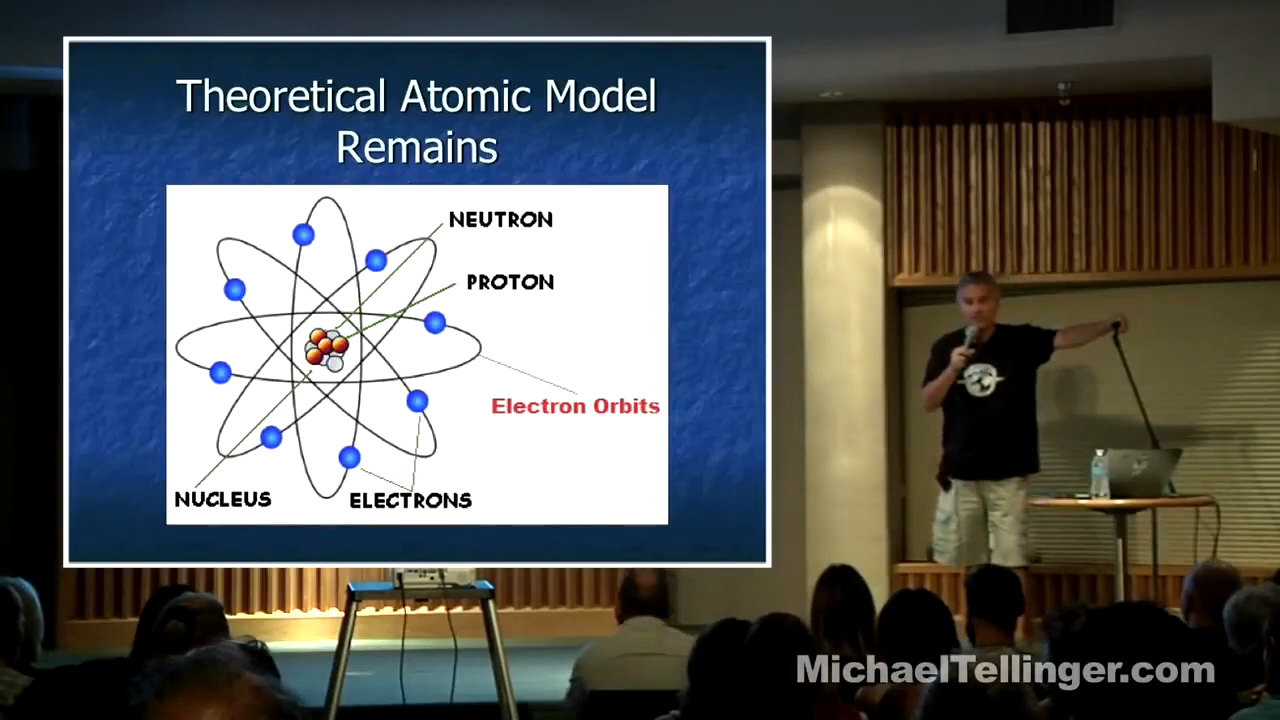 Theoretical Atomic Model
Remains
NEUTRON
PROTON
Electron Orbits
NUCLEUS
ELECTRONS
MichaelTellinger.com